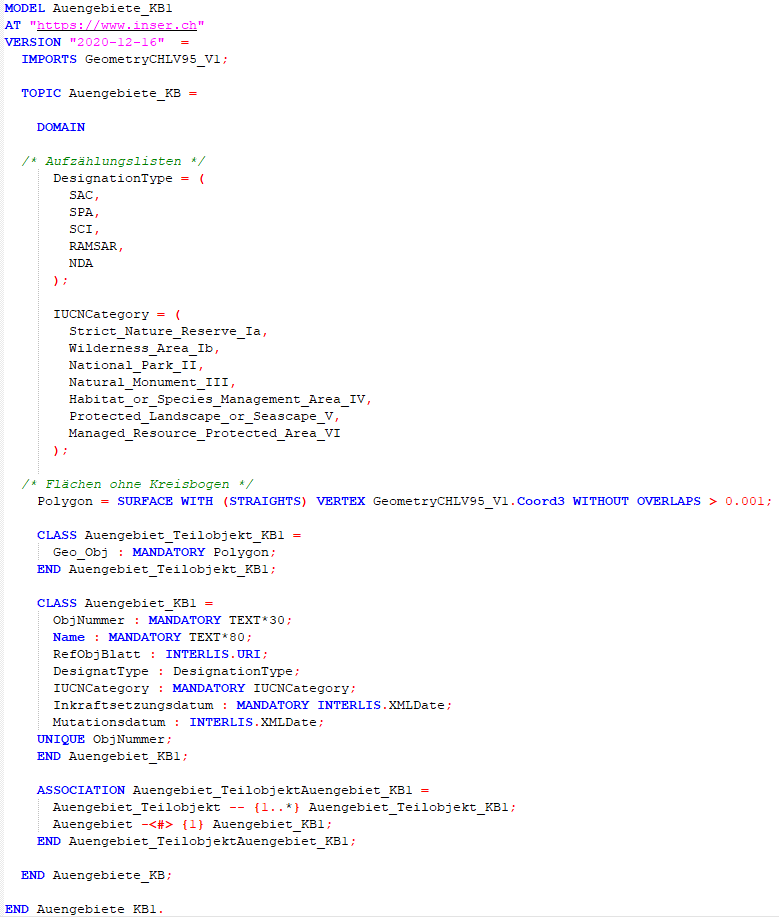 MODEL Auengebiete_KB1
AT "https://www.inser.ch"
VERSION "2020-12-16"  =
  IMPORTS GeometryCHLV95_V1;

  TOPIC Auengebiete_KB =

    DOMAIN

  /* Aufzählungslisten */
      DesignationType = (
        SAC,
        SPA,
        SCI,
        RAMSAR,
        NDA
      );

      IUCNCategory = (
        Strict_Nature_Reserve_Ia,
        Wilderness_Area_Ib,
        National_Park_II,
        Natural_Monument_III,
        Habitat_or_Species_Management_Area_IV,
        Protected_Landscape_or_Seascape_V,
        Managed_Resource_Protected_Area_VI
      );

  /* Flächen ohne Kreisbogen */
    Polygon = SURFACE WITH (STRAIGHTS) VERTEX GeometryCHLV95_V1.Coord3 WITHOUT OVERLAPS > 0.001;

    CLASS Auengebiet_Teilobjekt_KB1 =
      Geo_Obj : MANDATORY Polygon;
    END Auengebiet_Teilobjekt_KB1;

    CLASS Auengebiet_KB1 =
      ObjNummer : MANDATORY TEXT*30;
      Name : MANDATORY TEXT*80;
      RefObjBlatt : INTERLIS.URI;
      DesignatType : DesignationType;
      IUCNCategory : MANDATORY IUCNCategory;
      Inkraftsetzungsdatum : MANDATORY INTERLIS.XMLDate;
      Mutationsdatum : INTERLIS.XMLDate;
    UNIQUE ObjNummer;
    END Auengebiet_KB1;

    ASSOCIATION Auengebiet_TeilobjektAuengebiet_KB1 =
      Auengebiet_Teilobjekt -- {1..*} Auengebiet_Teilobjekt_KB1;
      Auengebiet -<#> {1} Auengebiet_KB1;
    END Auengebiet_TeilobjektAuengebiet_KB1;

  END Auengebiete_KB;

END Auengebiete_KB1.